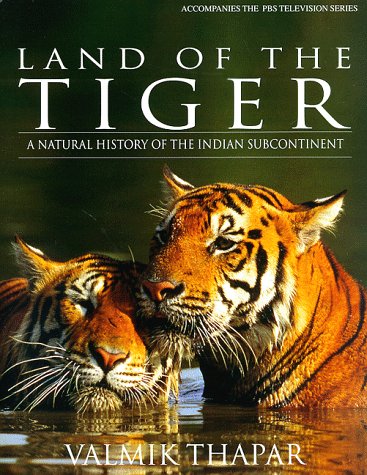 ACCOMPANIES THE PBS TELEVISION SERIES
LAND OF THE
TIGER
A NATURAL HISTORY OF THE INDIAN SUBCONTINENT
VALMIK THAPAR